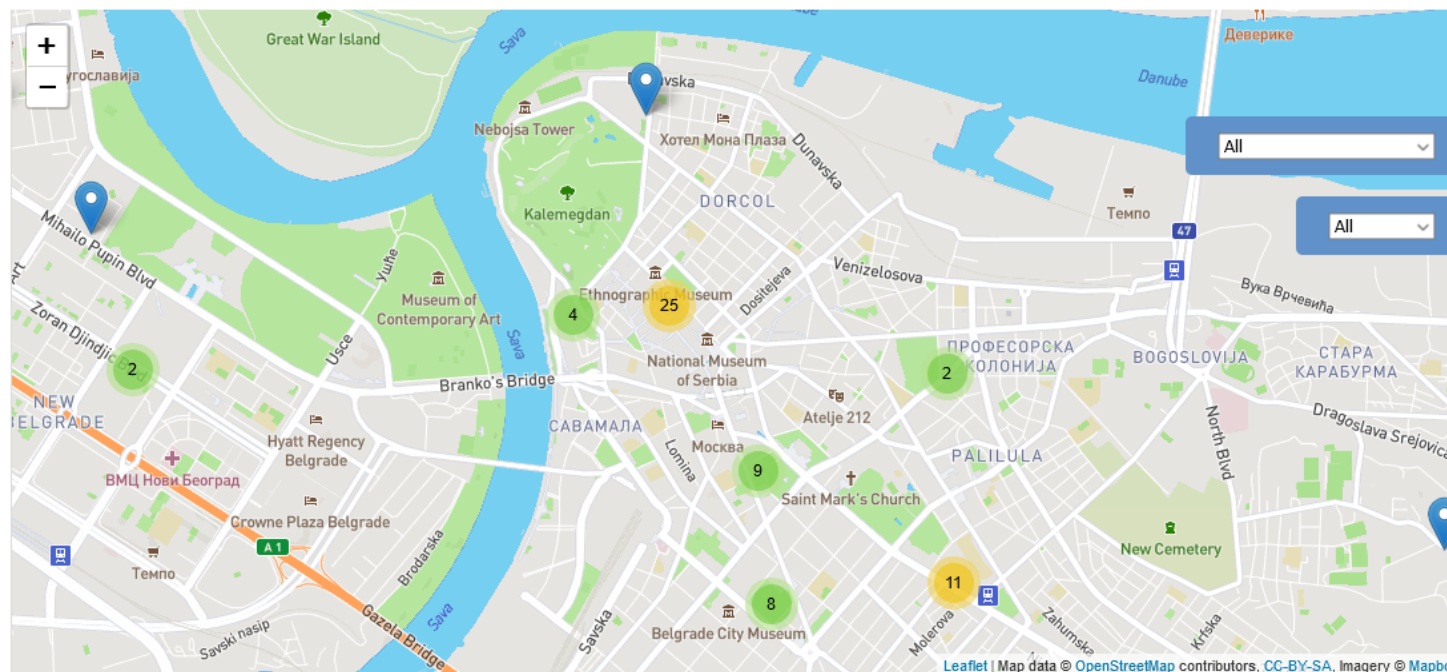 +
−
Great War Island
Sava
Danube
Деверике
угославија
Nebojsa Tower
Хотел Мона Плаза
Dunavska
Danube
All
Kalemegdan
DORCOL
Темпо
All
47
Mihailo Pupin Blvd
Art
Ушће
Museum of
Contemporary Art
Ethnographic Museum
Dositejeva
Venizelosova
Вука Врчевића
4
25
Zoran Djindjic Blvd
2
Usce
Sava
National Museum
of Serbia
ПРОФЕСОРСКА
КОЛОНИЈА
2
BOGOSLOVIJA
СТАРА
КАРАБУРМА
Branko's Bridge
NEW
BELGRADE
Hyatt Regency
Belgrade
САВАМАЛА
Москва
Atelje 212
Lomina
North Blvd
Dragoslava Srejovica
ВМЦ Нови Београд
9
PALILULA
Saint Mark's Church
Crowne Plaza Belgrade
A 1
New Cemetery
Темпо
Brodarska
11
8
Belgrade City Museum
Savska
Sava
Savski nasip
Gazela Bridge
Molerova
Zahumska
Krfska
Leaflet | Map data © OpenStreetMap contributors, CC-BY-SA, Imagery © Mapbo